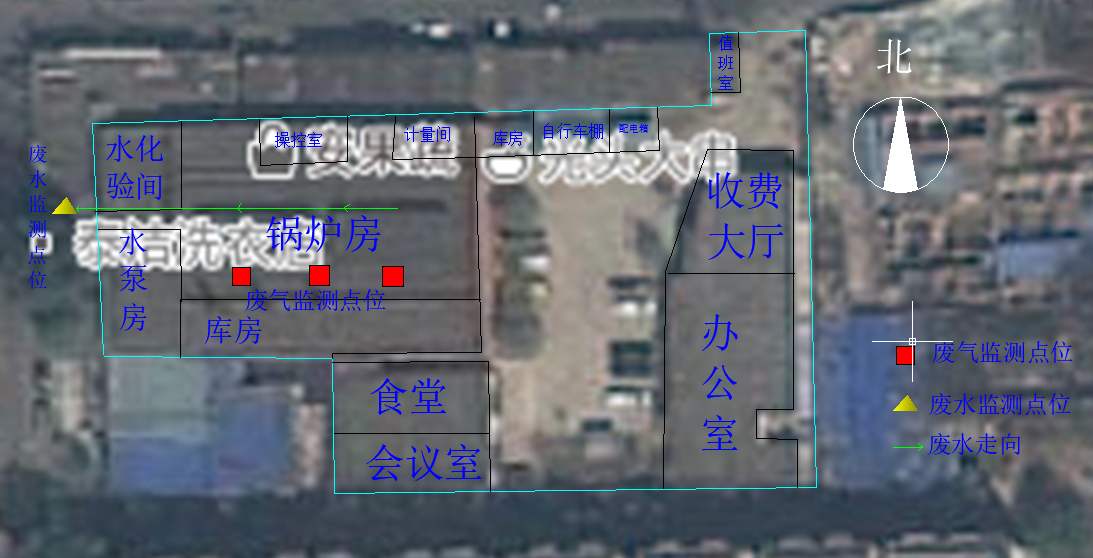 值班室
北
操控室
计量间
库房
自行车棚
配电箱
水化验间
废水监测点位
收费大厅
锅炉房
水泵房
废气监测点位
库房
办公室
食堂
会议室
废气监测点位
废水监测点位
废水走向